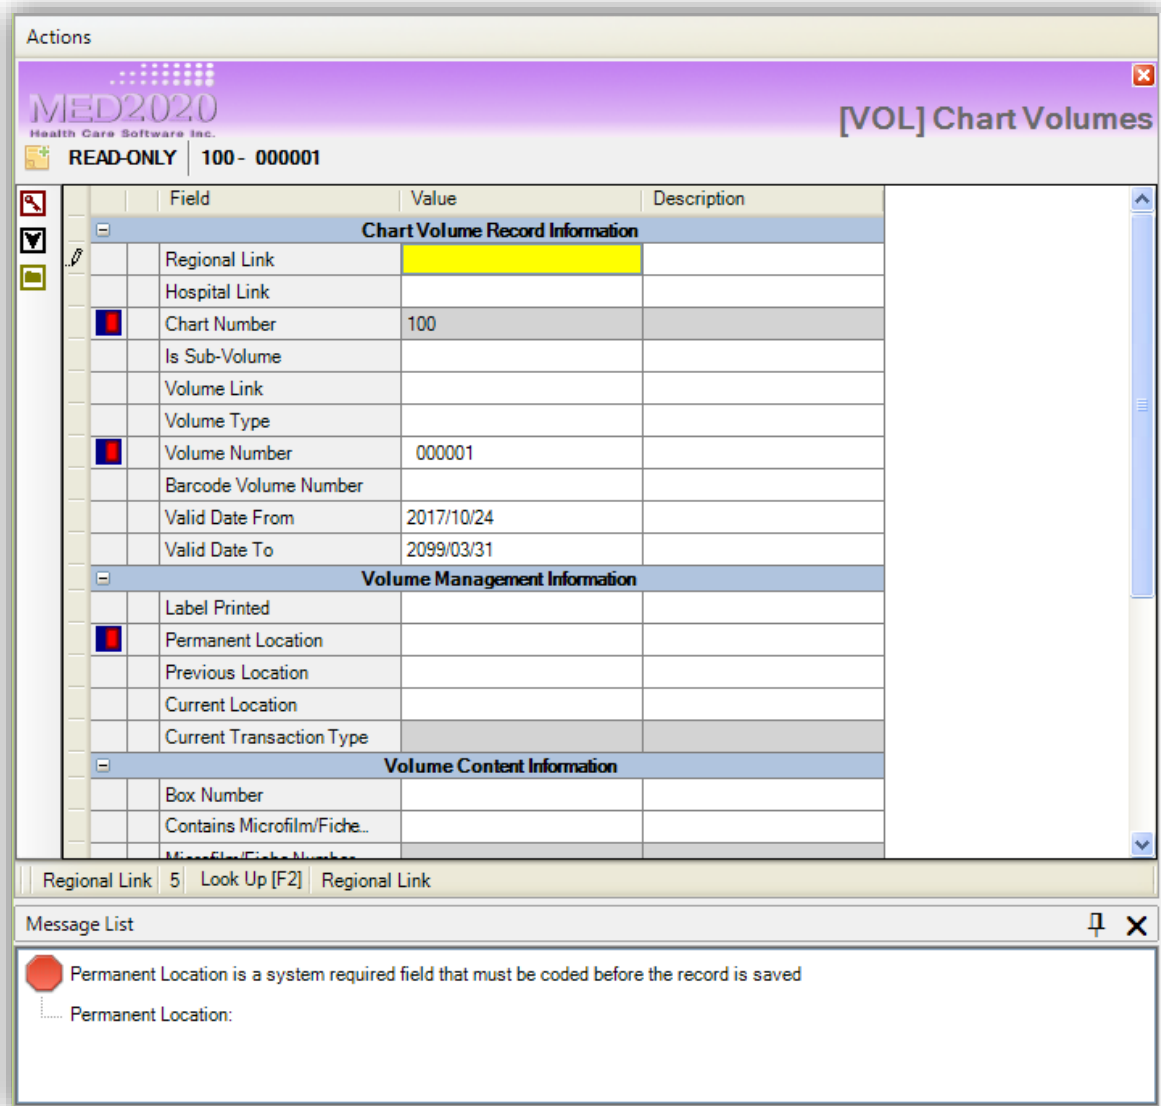 Actions
MED2020
Health Care Software Inc.
[VOL] Chart Volumes
READ-ONLY 100 - 000001
Field Value Description
Chart Volume Record Information
Regional Link
Hospital Link
Chart Number 100
Is Sub-Volume
Volume Link
Volume Type
Volume Number 000001
Barcode Volume Number
Valid Date From 2017/10/24
Valid Date To 2099/03/31
Volume Management Information
Label Printed
Permanent Location
Previous Location
Current Location
Current Transaction Type
Volume Content Information
Box Number
Contains Microfilm/Fiche...
Microfilm/Fiche Number
Regional Link 5 Look Up [F2] Regional Link
Message List
Permanent Location is a system required field that must be coded before the record is saved
Permanent Location: